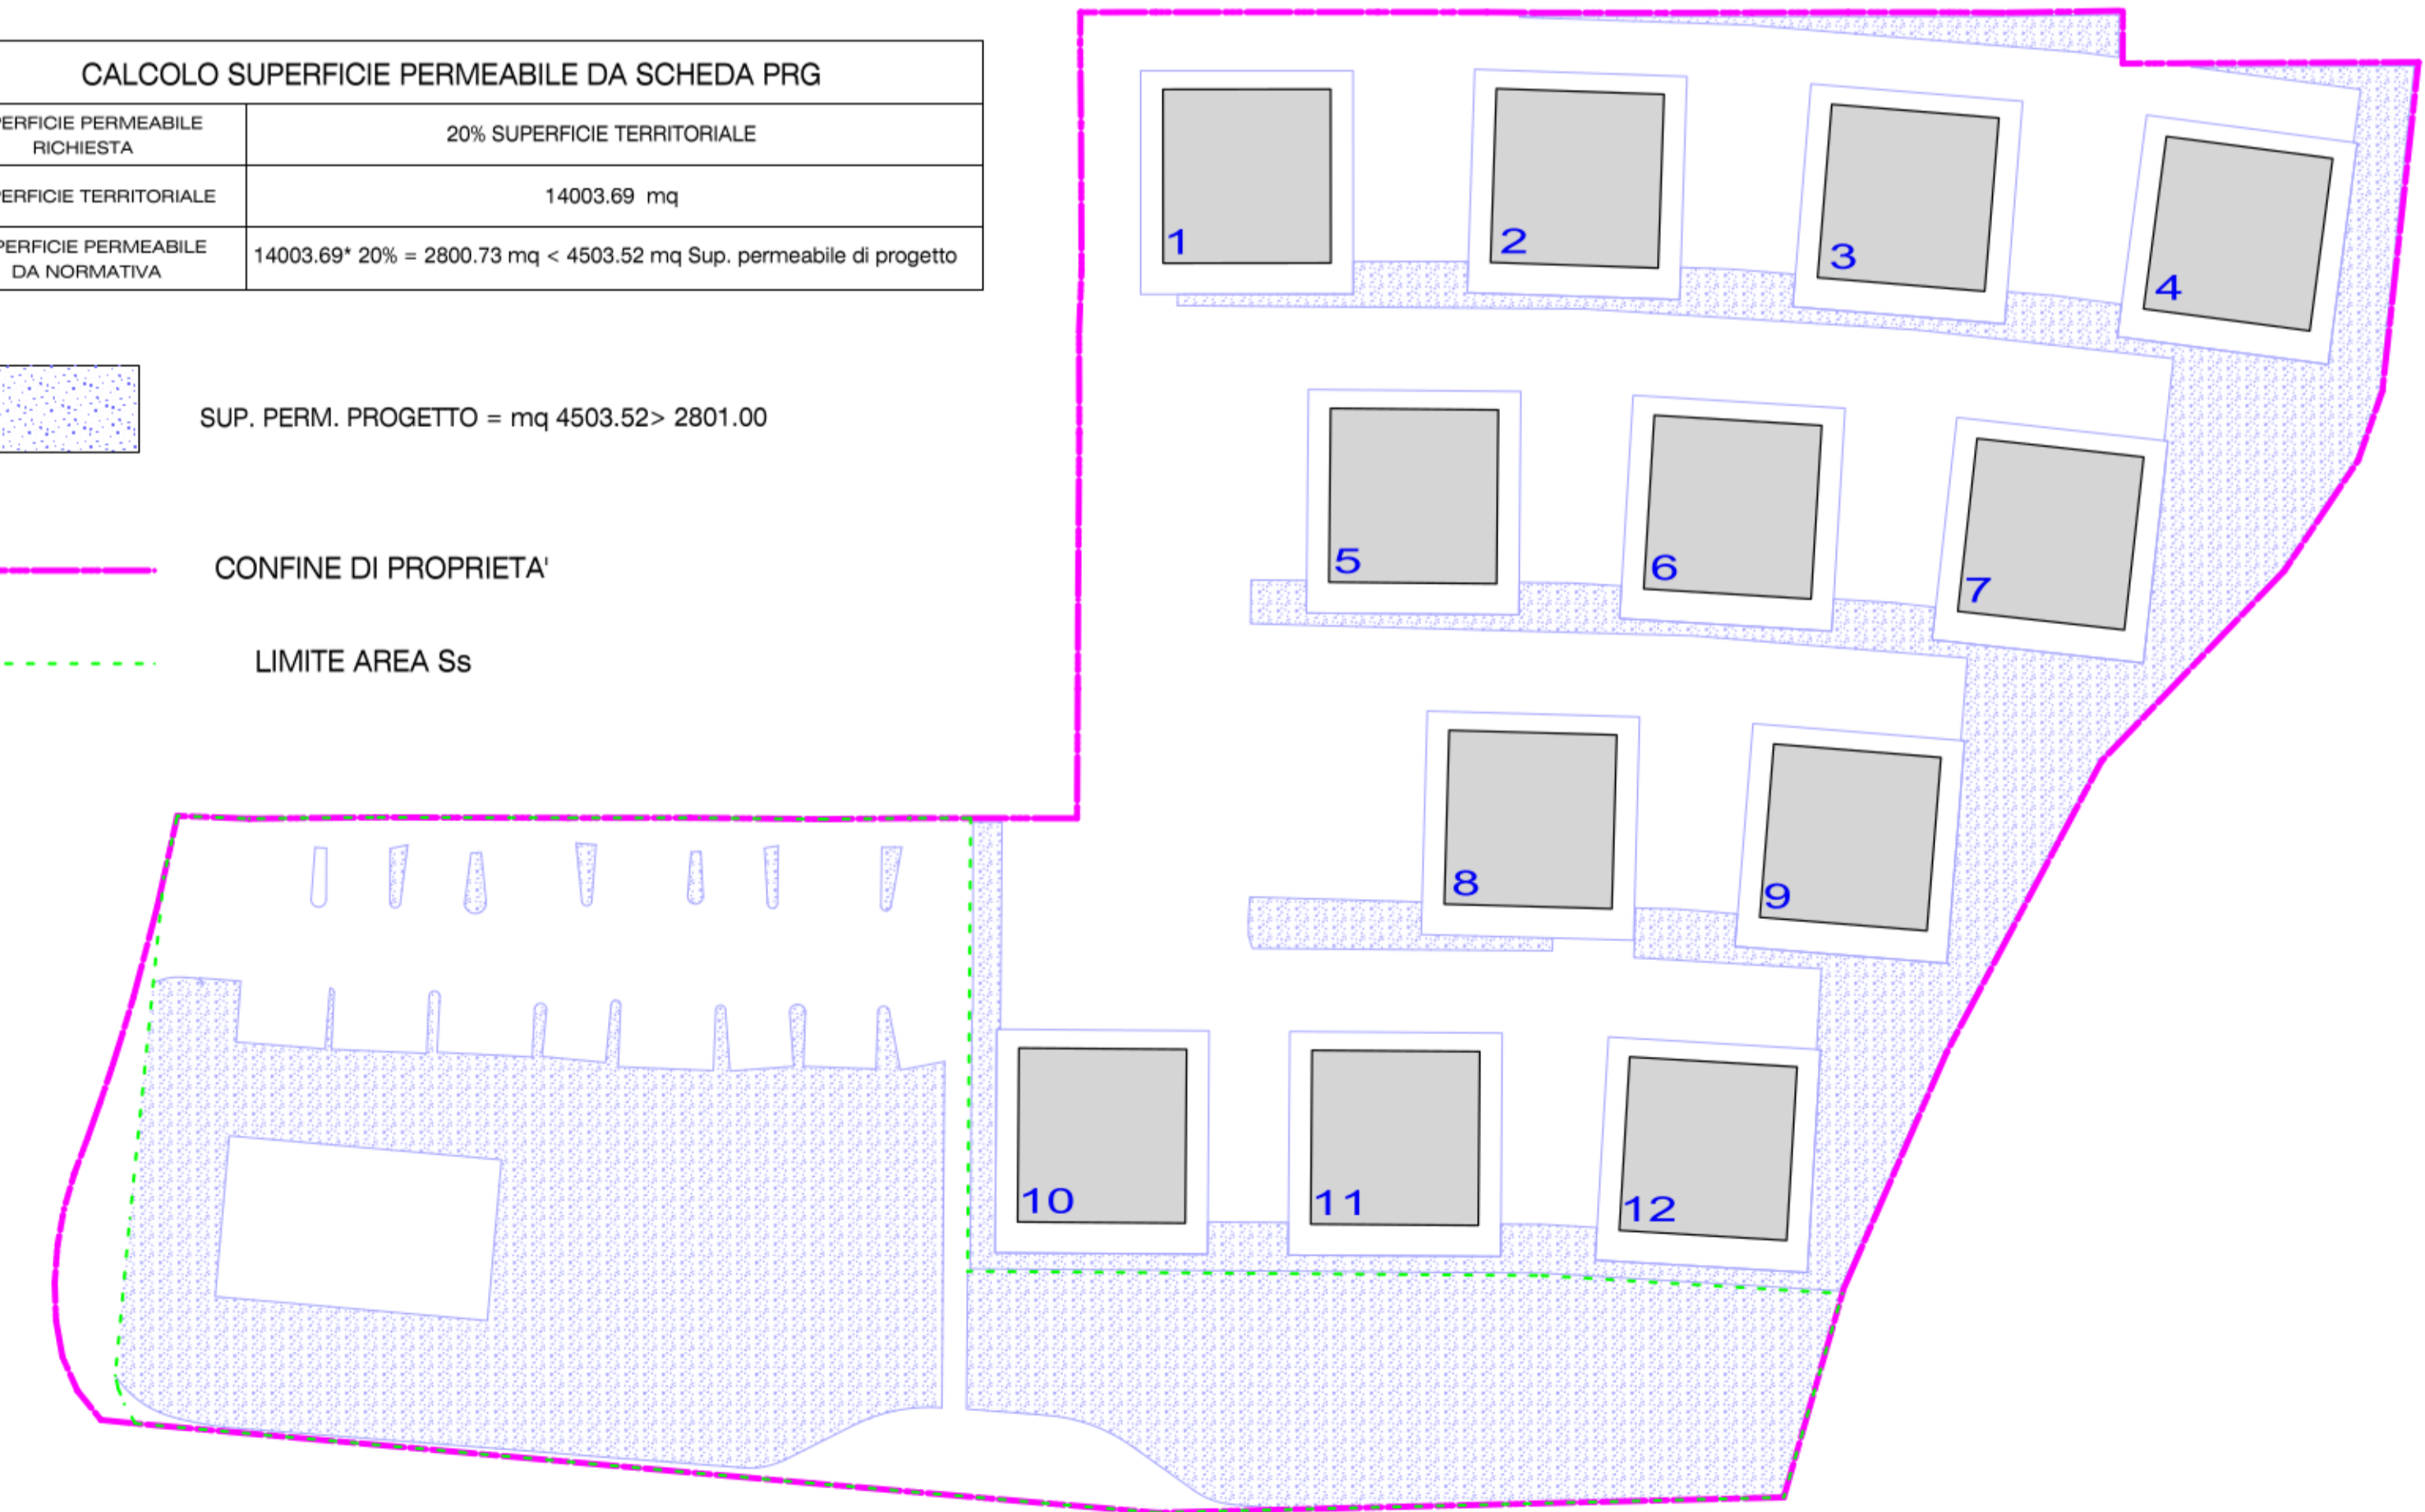 CALCOLO SUPERFICIE PERMEABILE DA SCHEDA PRG
ERFICIE PERMEABILE
RICHIESTA
20% SUPERFICIE TERRITORIALE
ERFICIE TERRITORIALE
14003.69 mq
PERFICIE PERMEABILE
DA NORMATIVA
14003.69* 20% = 2800.73 mq < 4503.52 mq Sup. permeabile di progetto
SUP. PERM. PROGETTO = mq 4503.52> 2801.00
CONFINE DI PROPRIETA'
LIMITE AREA Ss
1
2
3
4
5
6
7
8
9
10
11
12